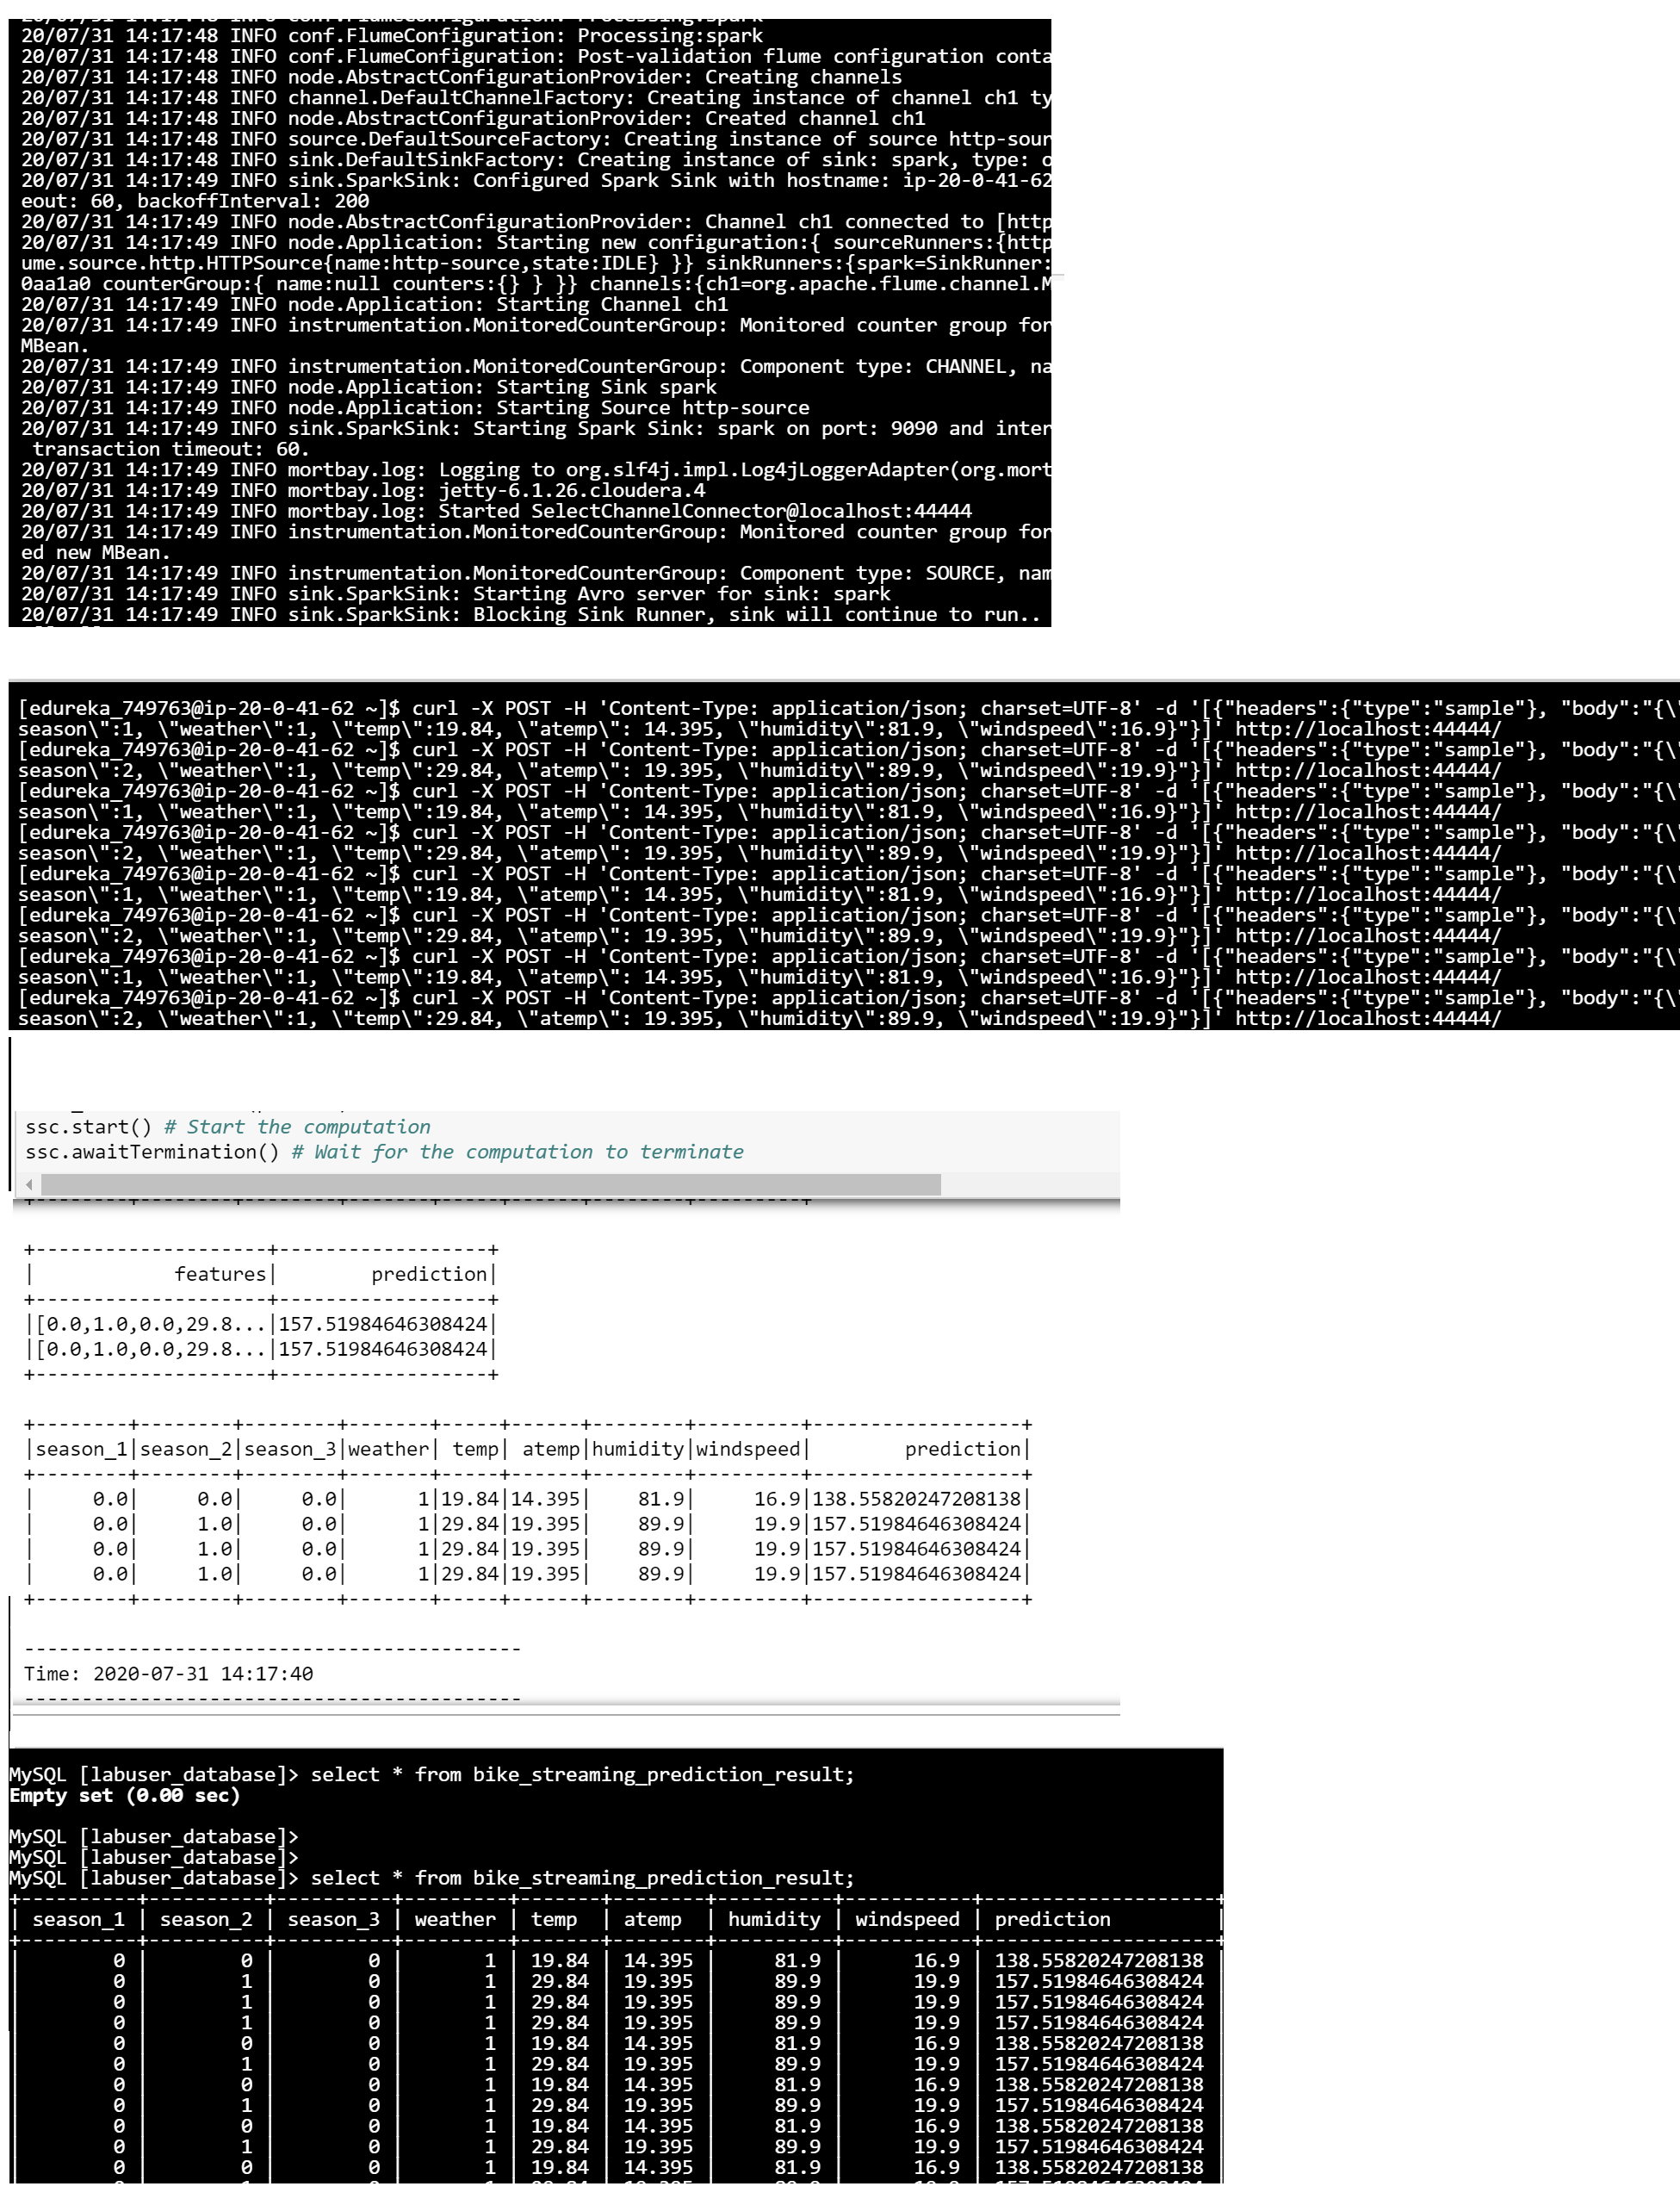 20/07/31 14:17:48 INFO conf.FlumeConfiguration: Processing:spark
20/07/31 14:17:48 INFO conf.FlumeConfiguration: Processing:spark
20/07/31 14:17:48 INFO conf.FlumeConfiguration: Post-validation flume configuration conta
20/07/31 14:17:48 INFO node.AbstractConfigurationProvider: Creating channels
20/07/31 14:17:48 INFO channel.DefaultChannelFactory: Creating instance of channel ch1 ty
20/07/31 14:17:48 INFO node.AbstractConfigurationProvider: Created channel ch1
20/07/31 14:17:48 INFO source.DefaultSourceFactory: Creating instance of source http-sour
20/07/31 14:17:48 INFO sink.DefaultSinkFactory: Creating instance of sink: spark, type: o
20/07/31 14:17:49 INFO sink.SparkSink: Configured Spark Sink with hostname: ip-20-0-41-62
eout: 60, backoffInterval: 200
20/07/31 14:17:49 INFO node.AbstractConfigurationProvider: Channel ch1 connected to [http
20/07/31 14:17:49 INFO node.Application: Starting new configuration:{ sourceRunners:{http
ume.source.http.HTTPSource{name:http-source,state:IDLE} }} sinkRunners:{spark=SinkRunner:
0aa1a0 counterGroup:{ name:null counters:{} } }} channels:{ch1=org.apache.flume.channel.M
20/07/31 14:17:49 INFO node.Application: Starting Channel ch1
20/07/31 14:17:49 INFO instrumentation.MonitoredCounterGroup: Monitored counter group for
MBean.
20/07/31 14:17:49 INFO instrumentation.MonitoredCounterGroup: Component type: CHANNEL, na
20/07/31 14:17:49 INFO node.Application: Starting Sink spark
20/07/31 14:17:49 INFO node.Application: Starting Source http-source
20/07/31 14:17:49 INFO sink.SparkSink: Starting Spark Sink: spark on port: 9090 and inter
 transaction timeout: 60.
20/07/31 14:17:49 INFO mortbay.log: Logging to org.slf4j.impl.Log4jLoggerAdapter(org.mort
20/07/31 14:17:49 INFO mortbay.log: jetty-6.1.26.cloudera.4
20/07/31 14:17:49 INFO mortbay.log: Started SelectChannelConnector@localhost:44444
20/07/31 14:17:49 INFO instrumentation.MonitoredCounterGroup: Monitored counter group for
ed new MBean.
20/07/31 14:17:49 INFO instrumentation.MonitoredCounterGroup: Component type: SOURCE, nam
20/07/31 14:17:49 INFO sink.SparkSink: Starting Avro server for sink: spark
20/07/31 14:17:49 INFO sink.SparkSink: Blocking Sink Runner, sink will continue to run..
[edureka_749763@ip-20-0-41-62 ~]$ curl -X POST -H 'Content-Type: application/json; charset=UTF-8' -d '[{"headers":{"type":"sample"}, "body":"{\"
season\":1, \"weather\":1, \"temp\":19.84, \"atemp\": 14.395, \"humidity\":81.9, \"windspeed\":16.9}"}]' http://localhost:44444/
[edureka_749763@ip-20-0-41-62 ~]$ curl -X POST -H 'Content-Type: application/json; charset=UTF-8' -d '[{"headers":{"type":"sample"}, "body":"{\"
season\":2, \"weather\":1, \"temp\":29.84, \"atemp\": 19.395, \"humidity\":89.9, \"windspeed\":19.9}"}]' http://localhost:44444/
[edureka_749763@ip-20-0-41-62 ~]$ curl -X POST -H 'Content-Type: application/json; charset=UTF-8' -d '[{"headers":{"type":"sample"}, "body":"{\"
season\":1, \"weather\":1, \"temp\":19.84, \"atemp\": 14.395, \"humidity\":81.9, \"windspeed\":16.9}"}]' http://localhost:44444/
[edureka_749763@ip-20-0-41-62 ~]$ curl -X POST -H 'Content-Type: application/json; charset=UTF-8' -d '[{"headers":{"type":"sample"}, "body":"{\"
season\":2, \"weather\":1, \"temp\":29.84, \"atemp\": 19.395, \"humidity\":89.9, \"windspeed\":19.9}"}]' http://localhost:44444/
[edureka_749763@ip-20-0-41-62 ~]$ curl -X POST -H 'Content-Type: application/json; charset=UTF-8' -d '[{"headers":{"type":"sample"}, "body":"{\"
season\":1, \"weather\":1, \"temp\":19.84, \"atemp\": 14.395, \"humidity\":81.9, \"windspeed\":16.9}"}]' http://localhost:44444/
[edureka_749763@ip-20-0-41-62 ~]$ curl -X POST -H 'Content-Type: application/json; charset=UTF-8' -d '[{"headers":{"type":"sample"}, "body":"{\"
season\":2, \"weather\":1, \"temp\":29.84, \"atemp\": 19.395, \"humidity\":89.9, \"windspeed\":19.9}"}]' http://localhost:44444/
[edureka_749763@ip-20-0-41-62 ~]$ curl -X POST -H 'Content-Type: application/json; charset=UTF-8' -d '[{"headers":{"type":"sample"}, "body":"{\"
season\":1, \"weather\":1, \"temp\":19.84, \"atemp\": 14.395, \"humidity\":81.9, \"windspeed\":16.9}"}]' http://localhost:44444/
[edureka_749763@ip-20-0-41-62 ~]$ curl -X POST -H 'Content-Type: application/json; charset=UTF-8' -d '[{"headers":{"type":"sample"}, "body":"{\"
season\":2, \"weather\":1, \"temp\":29.84, \"atemp\": 19.395, \"humidity\":89.9, \"windspeed\":19.9}"}]' http://localhost:44444/
ssc.start() # Start the computation
ssc.awaitTermination() # Wait for the computation to terminate
+--------------------+------------------+
|            features|        prediction|
+--------------------+------------------+
|[0.0,1.0,0.0,29.8...|157.51984646308424|
|[0.0,1.0,0.0,29.8...|157.51984646308424|
+--------------------+------------------+
+--------+--------+--------+-------+-----+------+--------+---------+------------------+
|season_1|season_2|season_3|weather| temp| atemp|humidity|windspeed|        prediction|
+--------+--------+--------+-------+-----+------+--------+---------+------------------+
|     0.0|     0.0|     0.0|      1|19.84|14.395|    81.9|     16.9|138.55820247208138|
|     0.0|     1.0|     0.0|      1|29.84|19.395|    89.9|     19.9|157.51984646308424|
|     0.0|     1.0|     0.0|      1|29.84|19.395|    89.9|     19.9|157.51984646308424|
|     0.0|     1.0|     0.0|      1|29.84|19.395|    89.9|     19.9|157.51984646308424|
+--------+--------+--------+-------+-----+------+--------+---------+------------------+
-------------------------------------------
Time: 2020-07-31 14:17:40
-------------------------------------------
MySQL [labuser_database]> select * from bike_streaming_prediction_result;
Empty set (0.00 sec)
MySQL [labuser_database]>
MySQL [labuser_database]>
MySQL [labuser_database]> select * from bike_streaming_prediction_result;
+----------+----------+----------+---------+-------+--------+----------+-----------+--------------------+
| season_1 | season_2 | season_3 | weather | temp  | atemp  | humidity | windspeed | prediction         |
+----------+----------+----------+---------+-------+--------+----------+-----------+--------------------+
|        0 |        0 |        0 |       1 | 19.84 | 14.395 |     81.9 |      16.9 | 138.55820247208138 |
|        0 |        1 |        0 |       1 | 29.84 | 19.395 |     89.9 |      19.9 | 157.51984646308424 |
|        0 |        1 |        0 |       1 | 29.84 | 19.395 |     89.9 |      19.9 | 157.51984646308424 |
|        0 |        1 |        0 |       1 | 29.84 | 19.395 |     89.9 |      19.9 | 157.51984646308424 |
|        0 |        0 |        0 |       1 | 19.84 | 14.395 |     81.9 |      16.9 | 138.55820247208138 |
|        0 |        1 |        0 |       1 | 29.84 | 19.395 |     89.9 |      19.9 | 157.51984646308424 |
|        0 |        0 |        0 |       1 | 19.84 | 14.395 |     81.9 |      16.9 | 138.55820247208138 |
|        0 |        1 |        0 |       1 | 29.84 | 19.395 |     89.9 |      19.9 | 157.51984646308424 |
|        0 |        0 |        0 |       1 | 19.84 | 14.395 |     81.9 |      16.9 | 138.55820247208138 |
|        0 |        1 |        0 |       1 | 29.84 | 19.395 |     89.9 |      19.9 | 157.51984646308424 |
|        0 |        0 |        0 |       1 | 19.84 | 14.395 |     81.9 |      16.9 | 138.55820247208138 |